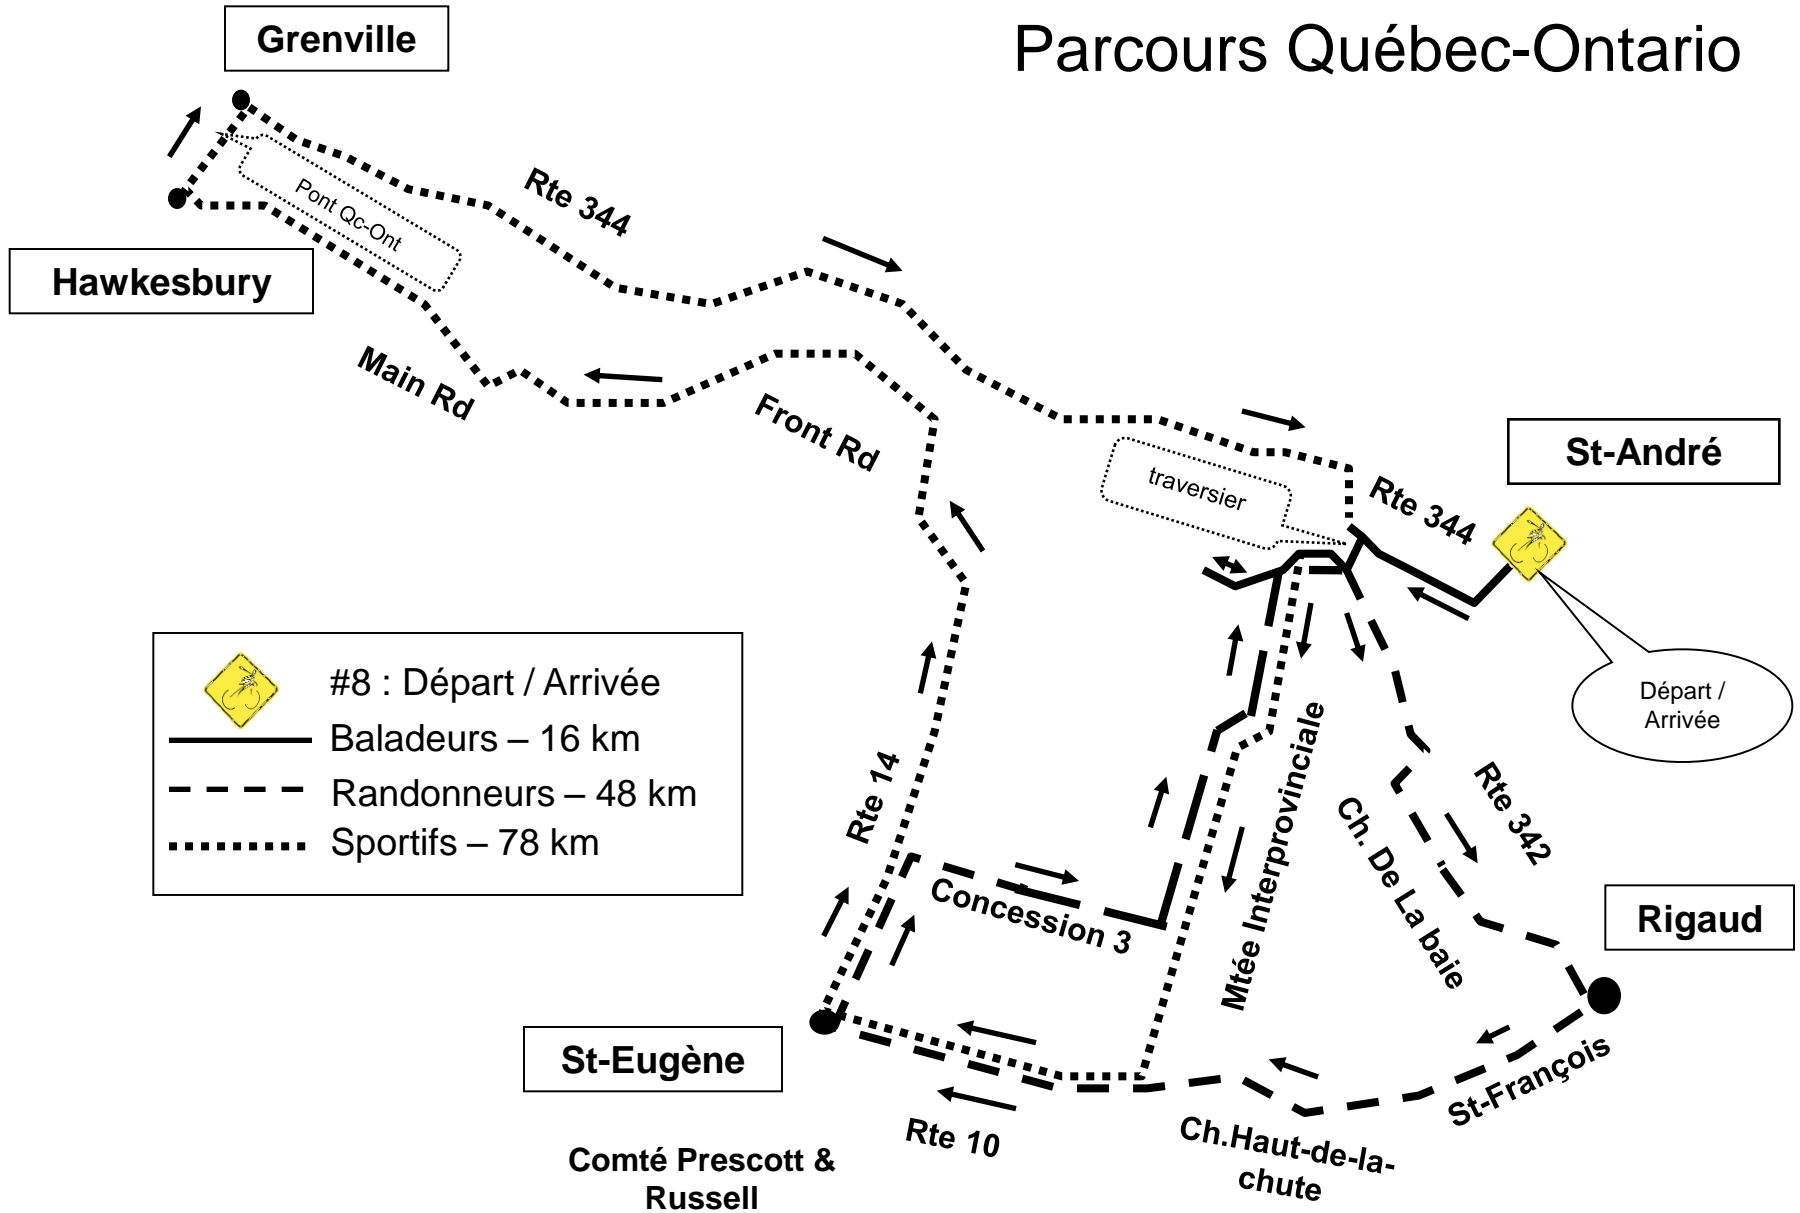 Parcours Québec-Ontario
Grenville
Pont Qc-Ont
Rte 344
Hawkesbury
Main Rd
Front Rd
traversier
Rte 344
St-André
Départ /
Arrivée
#8 : Départ / Arrivée
Baladeurs – 16 km
Randonneurs – 48 km
Sportifs – 78 km
Rte 14
Concession 3
Mtée Interprovinciale
Ch. De La baie
Rte 342
Rigaud
St-Eugène
Rte 10
Ch.Haut-de-la-
chute
St-François
Comté Prescott &
Russell